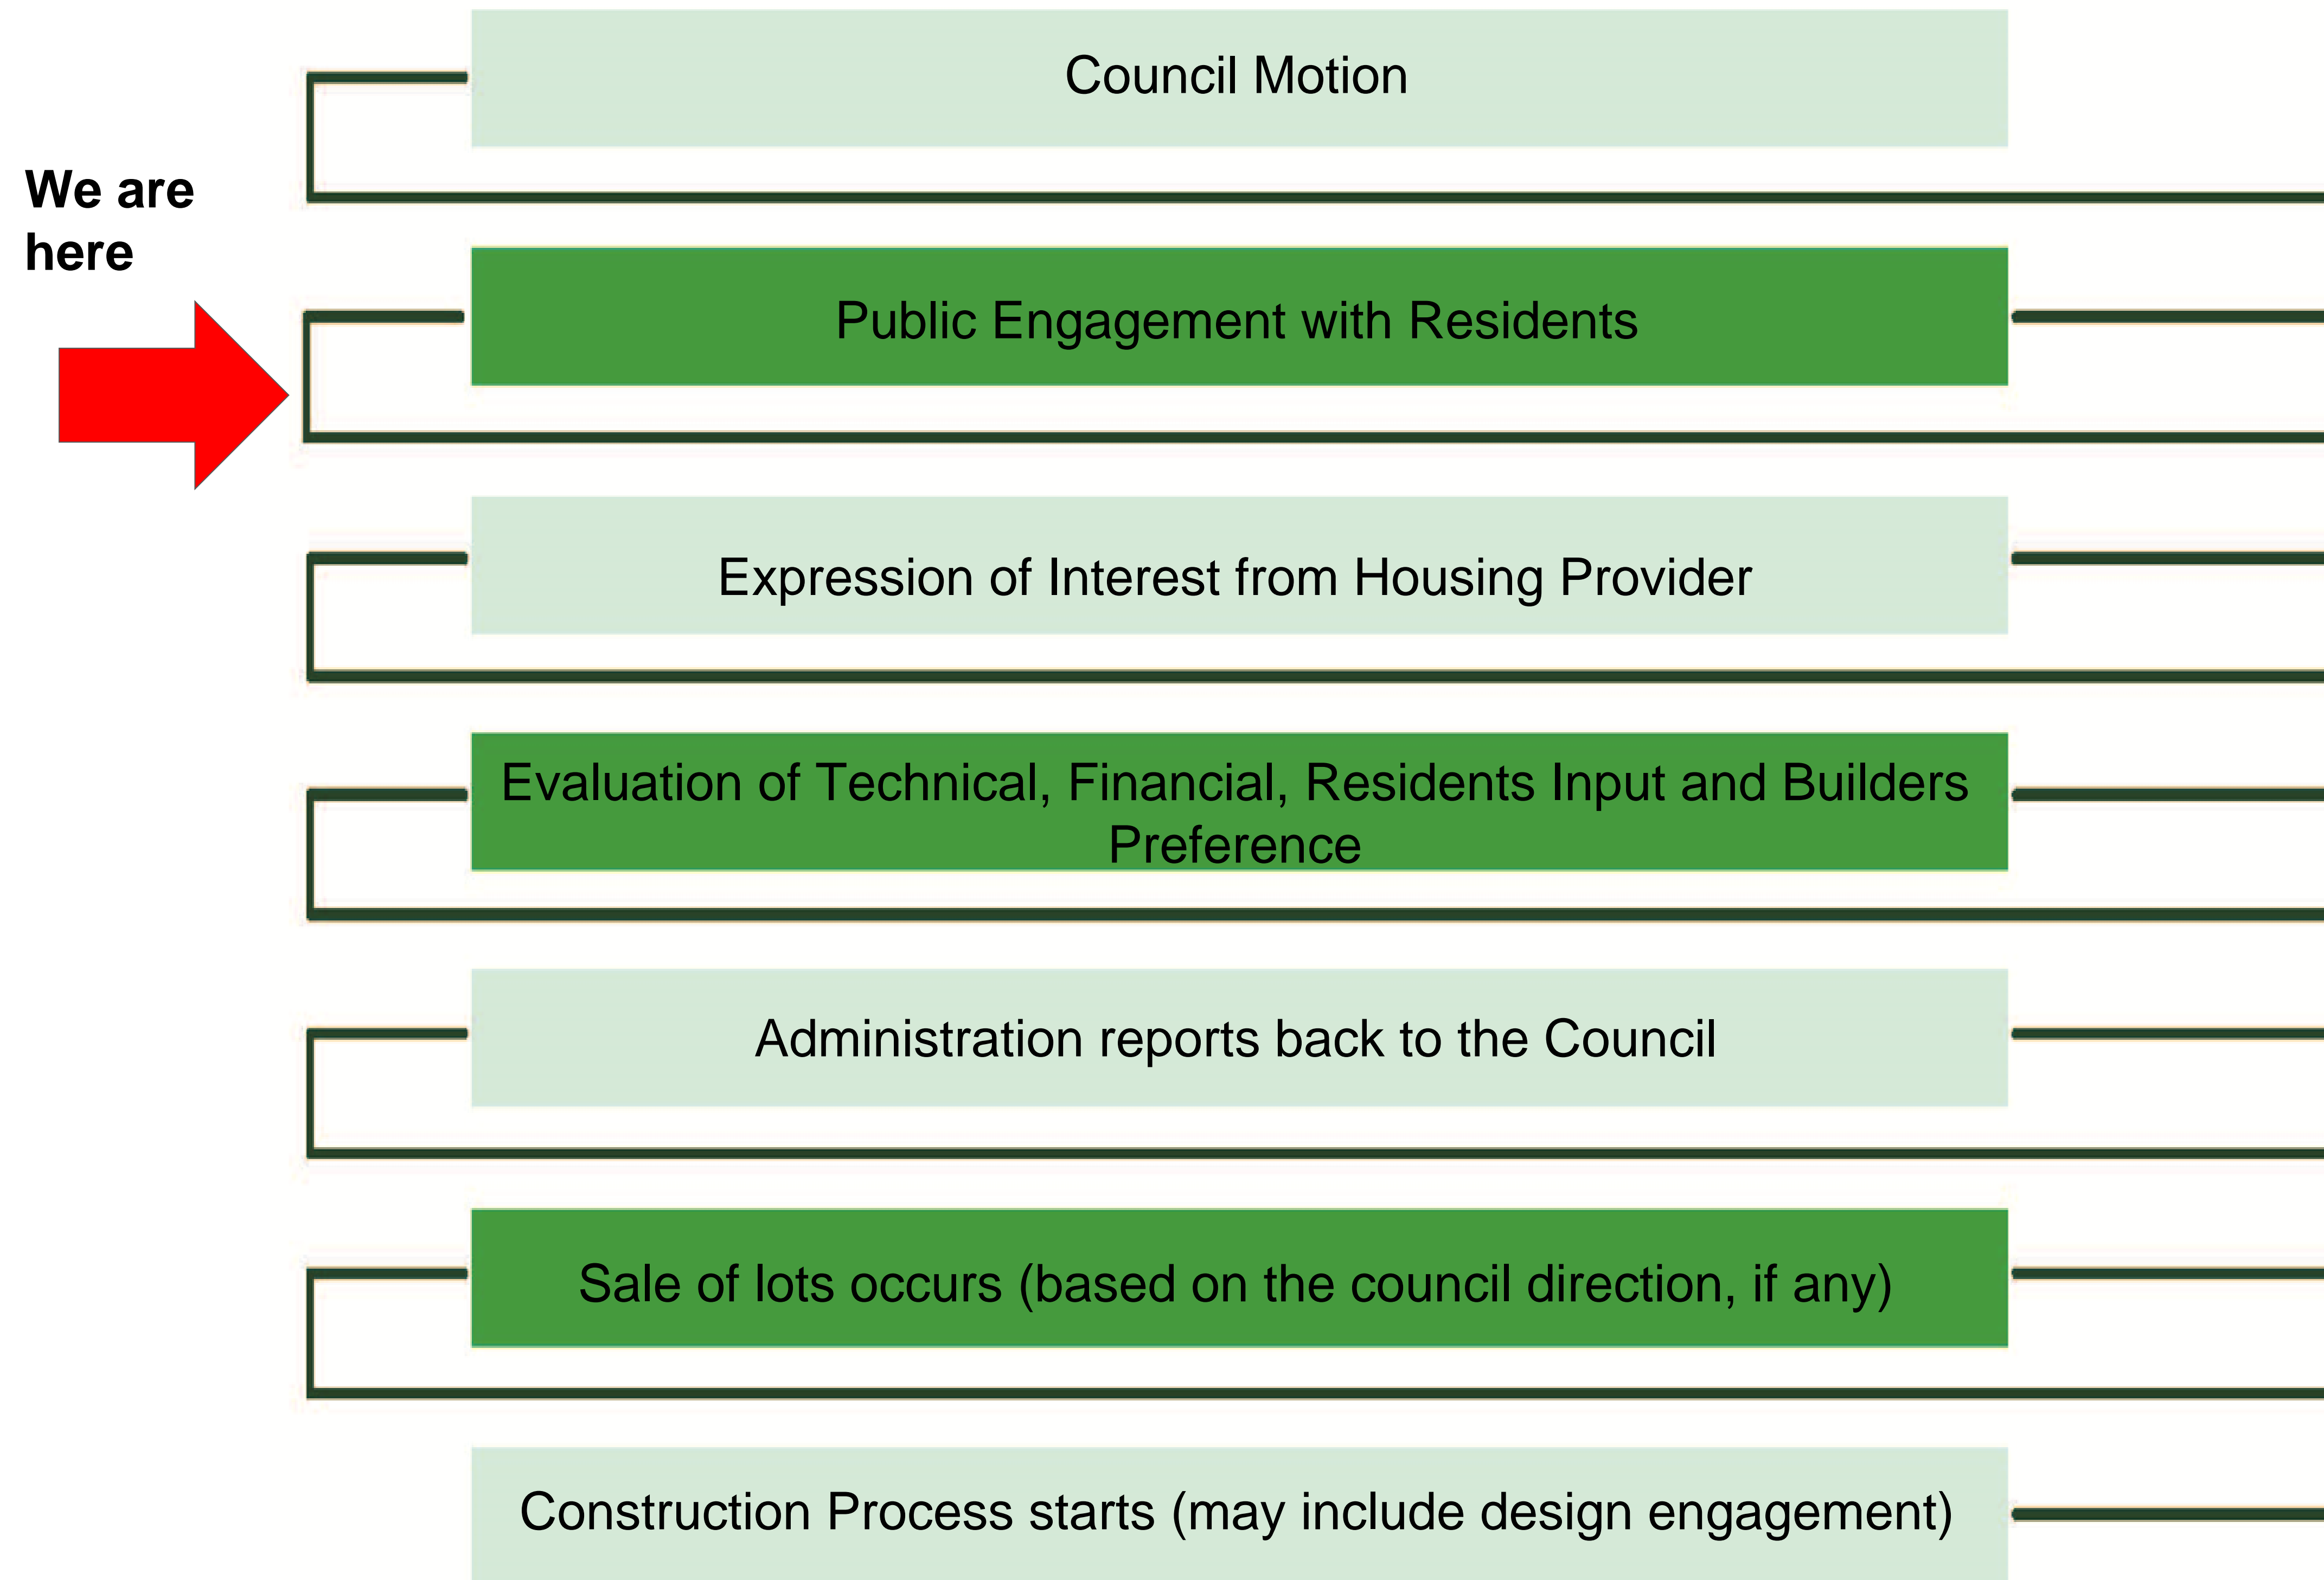 Council Motion
We are
here
Public Engagement with Residents
Expression of Interest from Housing Provider
Evaluation of Technical, Financial, Residents Input and Builders
Preference
Administration reports back to the Council
Sale of lots occurs (based on the council direction, if any)
Construction Process starts (may include design engagement)